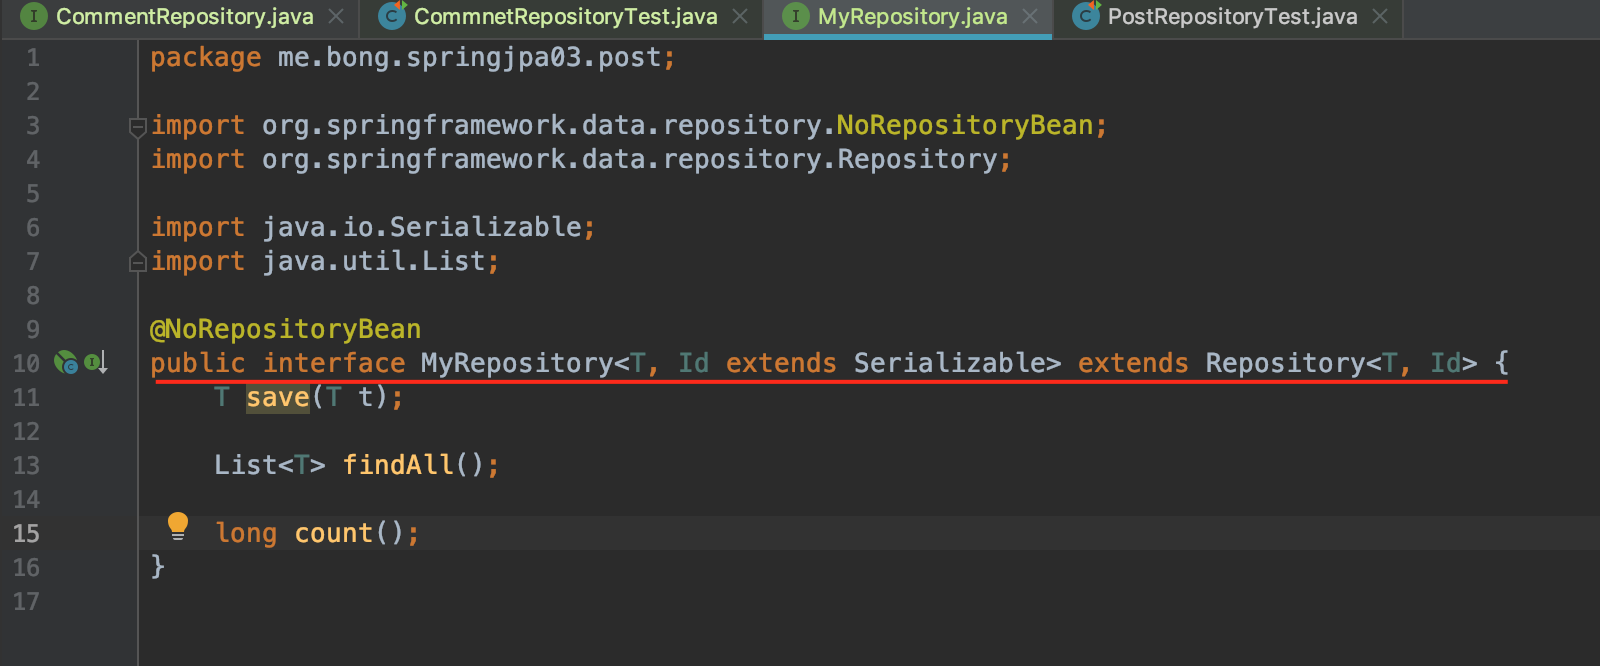 CommentRepository.java CommnetRepositoryTest.java MyRepository.java PostRepositoryTest.java
1 package me.bong.springjpa03.post;
2
3 import org.springframework.data.repository.NoRepositoryBean;
4 import org.springframework.data.repository.Repository;
5
6 import java.io.Serializable;
7 import java.util.List;
8
9 @NoRepositoryBean
10 public interface MyRepository<T, Id extends Serializable> extends Repository<T, Id> {
11 T save(T t);
12
13 List<T> findAll();
14
15 long count();
16 }
17